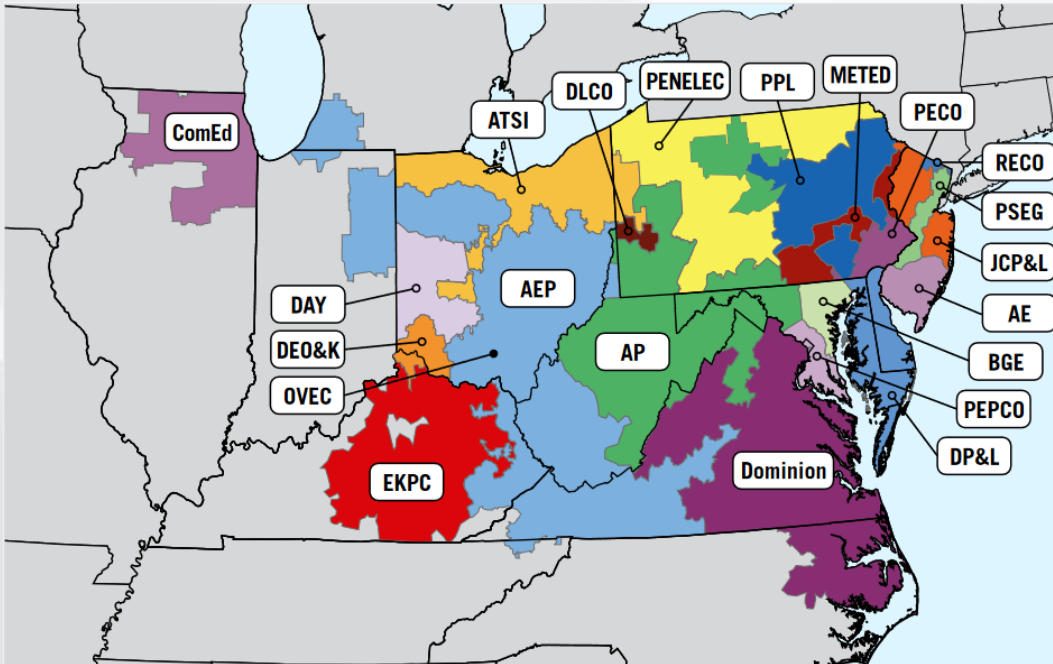 ComEd
ATSI
DLCO
PENELEC
PPL
METED
PECO
RECO
PSEG
JCP&L
AE
BGE
PEPCO
DP&L
DAY
DEO&K
OVEC
AEP
AP
EKPC
Dominion